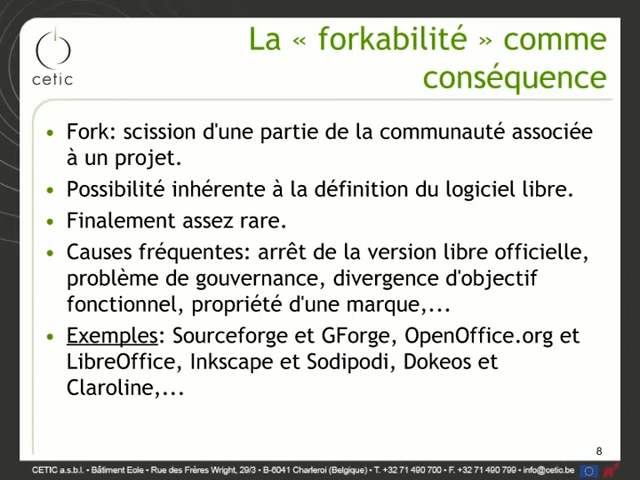 La « forkabilité » comme
conséquence
cetic
• Fork: scission d'une partie de la communauté associée
à un projet.
• Possibilité inhérente à la définition du logiciel libre.
• Finalement assez rare.
• Causes fréquentes: arrêt de la version libre officielle,
problème de gouvernance, divergence d'objectif
fonctionnel, propriété d'une marque,...
• Exemples: Sourceforge et GForge, OpenOffice.org et
LibreOffice, Inkscape et Sodipodi, Dokeos et
Claroline,...
8
CETIC a.s.b.l. • Bâtiment Eole • Rue des Frères Wright, 29/3 • B-6041 Charleroi (Belgique) • T. +32 71 490 700 • F. +32 71 490 799 • info@cetic.be